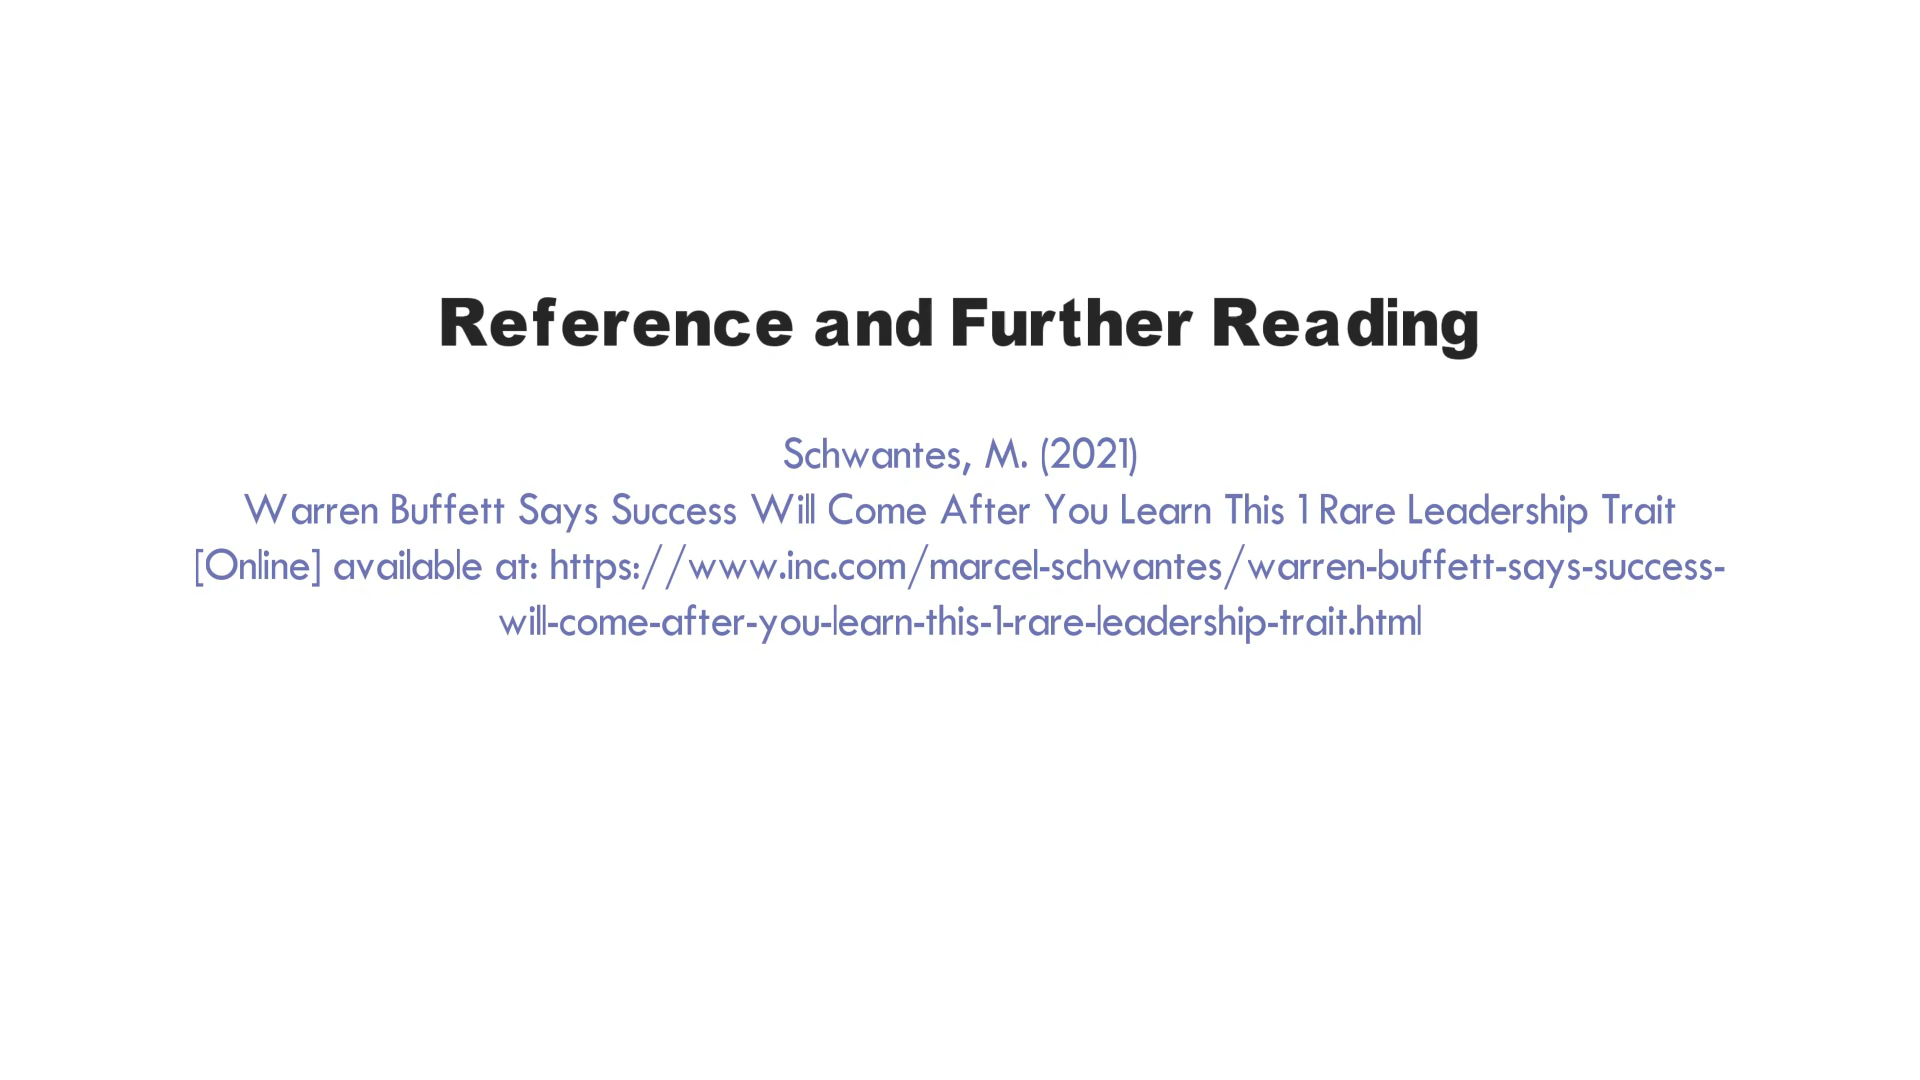 Reference and Further Reading
Schwantes, M. (2021)
Warren Buffett Says Success Will Come After You Learn This 1 Rare Leadership Trait
[Online] available at: https://www.inc.com/marcel-schwantes/warren-buffett-says-success-
will-come-after-you-learn-this-1-rare-leadership-trait.html